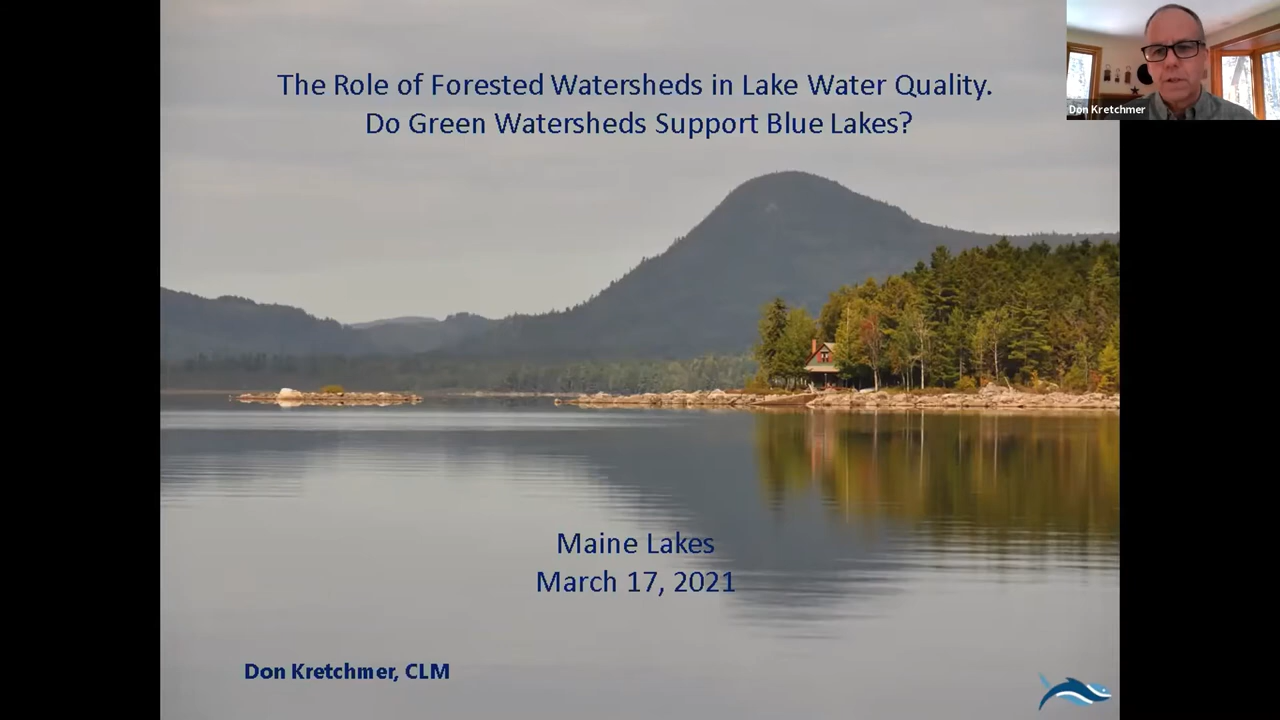 The Role of Forested Watersheds in Lake Water Quality.
Do Green Watersheds Support Blue Lakes?
Don Kretchmer
Maine Lakes
March 17, 2021
Don Kretchmer, CLM